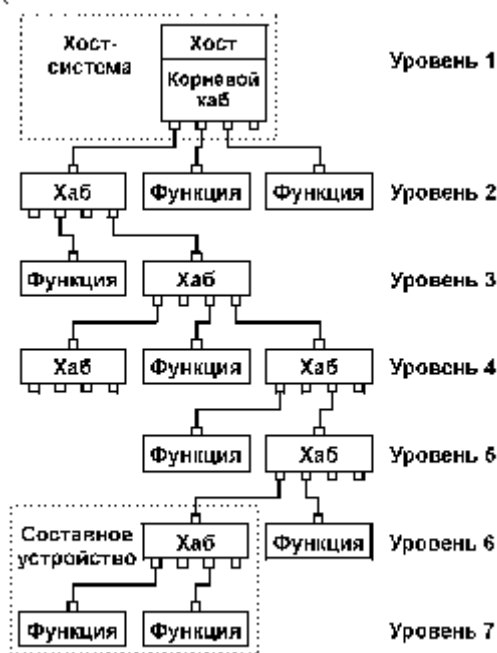 Хост-
система
Хост
Корневой
хаб
Уровень 1
Хаб
Функция
Функция
Уровень 2
Функция
Хаб
Уровень 3
Хаб
Функция
Хаб
Уровень 4
Функция
Хаб
Уровень 5
Составное
устройство
Хаб
Функция
Уровень 6
Функция
Функция
Уровень 7